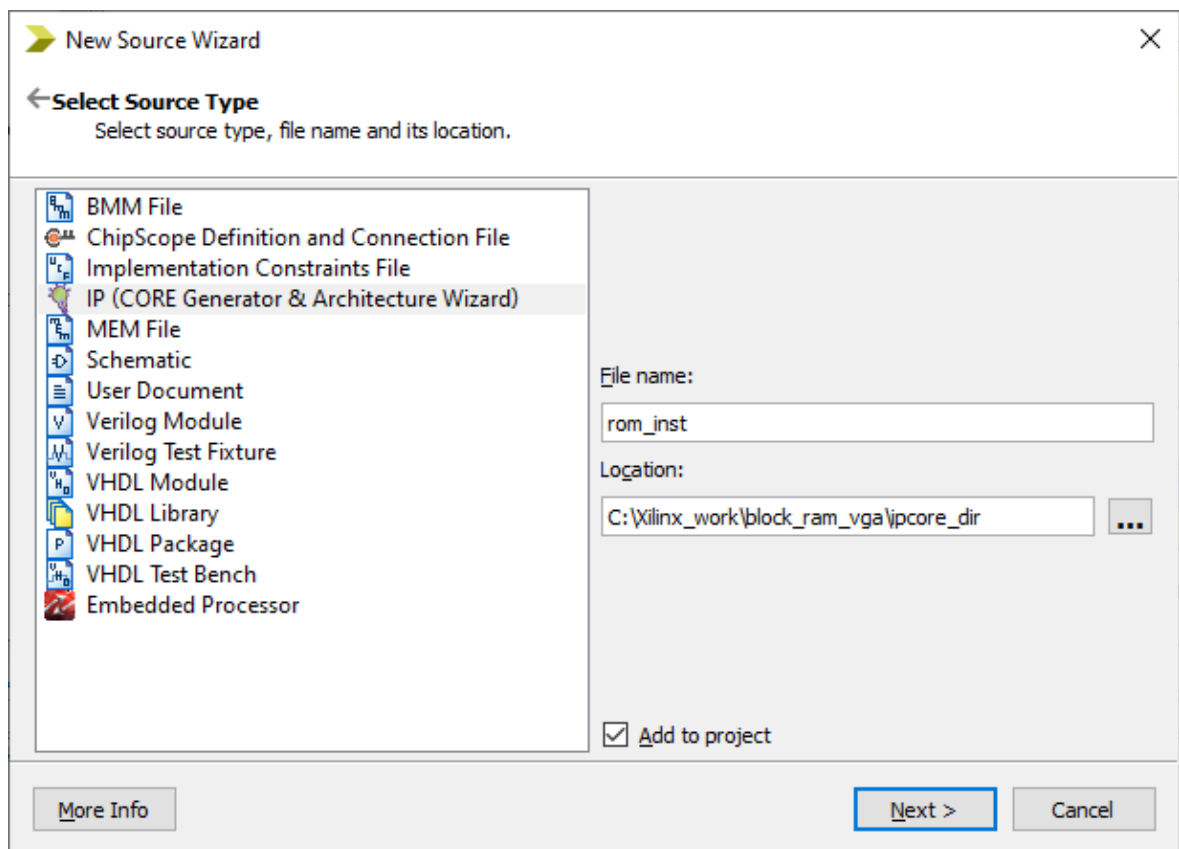 New Source Wizard
Select Source Type
Select source type, file name and its location.
BMM File
ChipScope Definition and Connection File
Implementation Constraints File
IP (CORE Generator & Architecture Wizard)
MEM File
Schematic
User Document
Verilog Module
Verilog Test Fixture
VHDL Module
VHDL Library
VHDL Package
VHDL Test Bench
Embedded Processor
File name:
rom_inst
Location:
C:\Xilinx_work\block_ram_vga\ipcore_dir
...
Add to project
More Info
Next >
Cancel